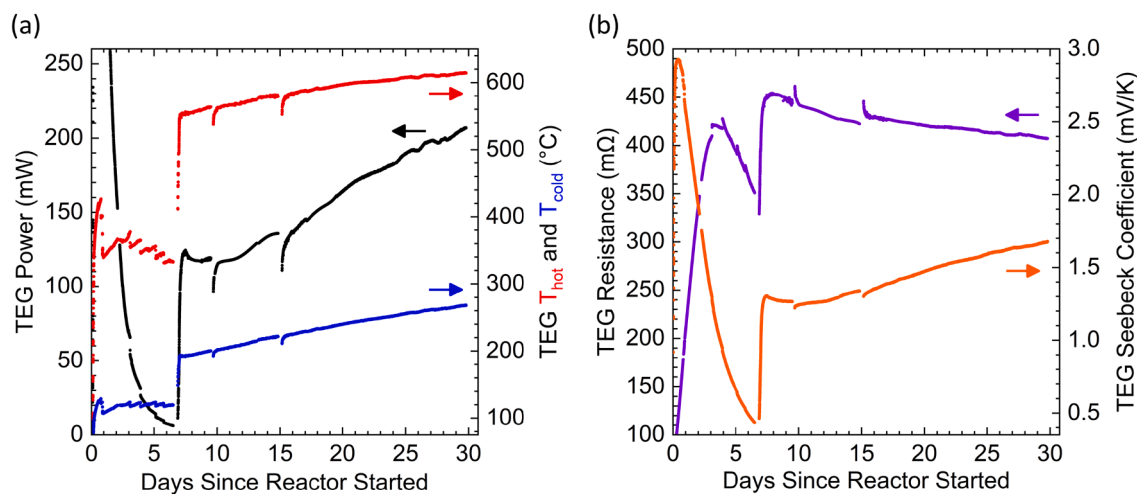 (a)
250
200
150
100
50
0
TEG Power (mW)
0 5 10 15 20 25 30
Days Since Reactor Started
600
500
400
300
200
100
TEG T_hot and T_cold (°C)
(b)
500
450
400
350
300
250
200
150
100
TEG Resistance (mΩ)
0 5 10 15 20 25 30
Days Since Reactor Started
3.0
2.5
2.0
1.5
1.0
0.5
TEG Seebeck Coefficient (mV/K)